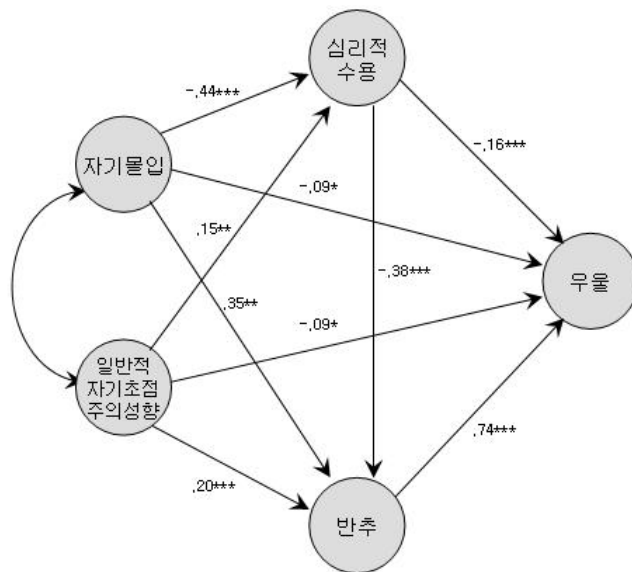 심리적
수용
-.44***
-.16***
자기몰입
-.09*
.15**
-.38***
우울
.35**
-.09*
일반적
자기초점
주의성향
.74***
.20***
반추